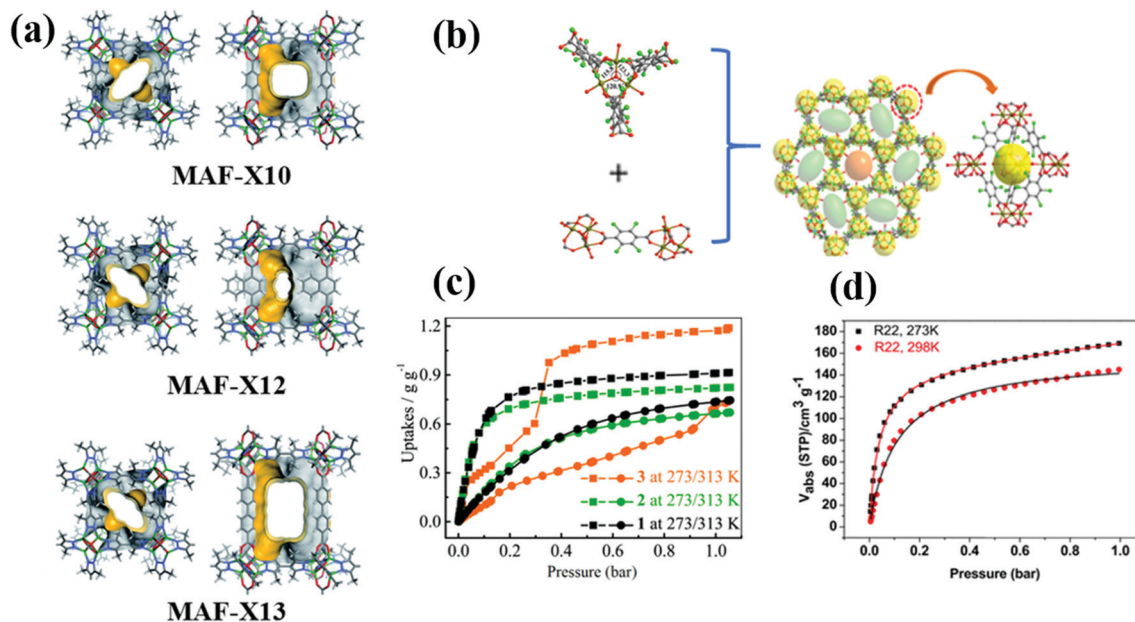 (a)
MAF-X10
MAF-X12
MAF-X13
(b)
+
(c)
Uptakes / g g⁻¹
1.2
0.9
0.6
0.3
0.0
3 at 273/313 K
2 at 273/313 K
1 at 273/313 K
0.0 0.2 0.4 0.6 0.8 1.0
Pressure (bar)
(d)
V_abs (STP)/cm³ g⁻¹
180
160
140
120
100
80
60
40
20
0
R22, 273K
R22, 298K
0.0 0.2 0.4 0.6 0.8 1.0
Pressure (bar)